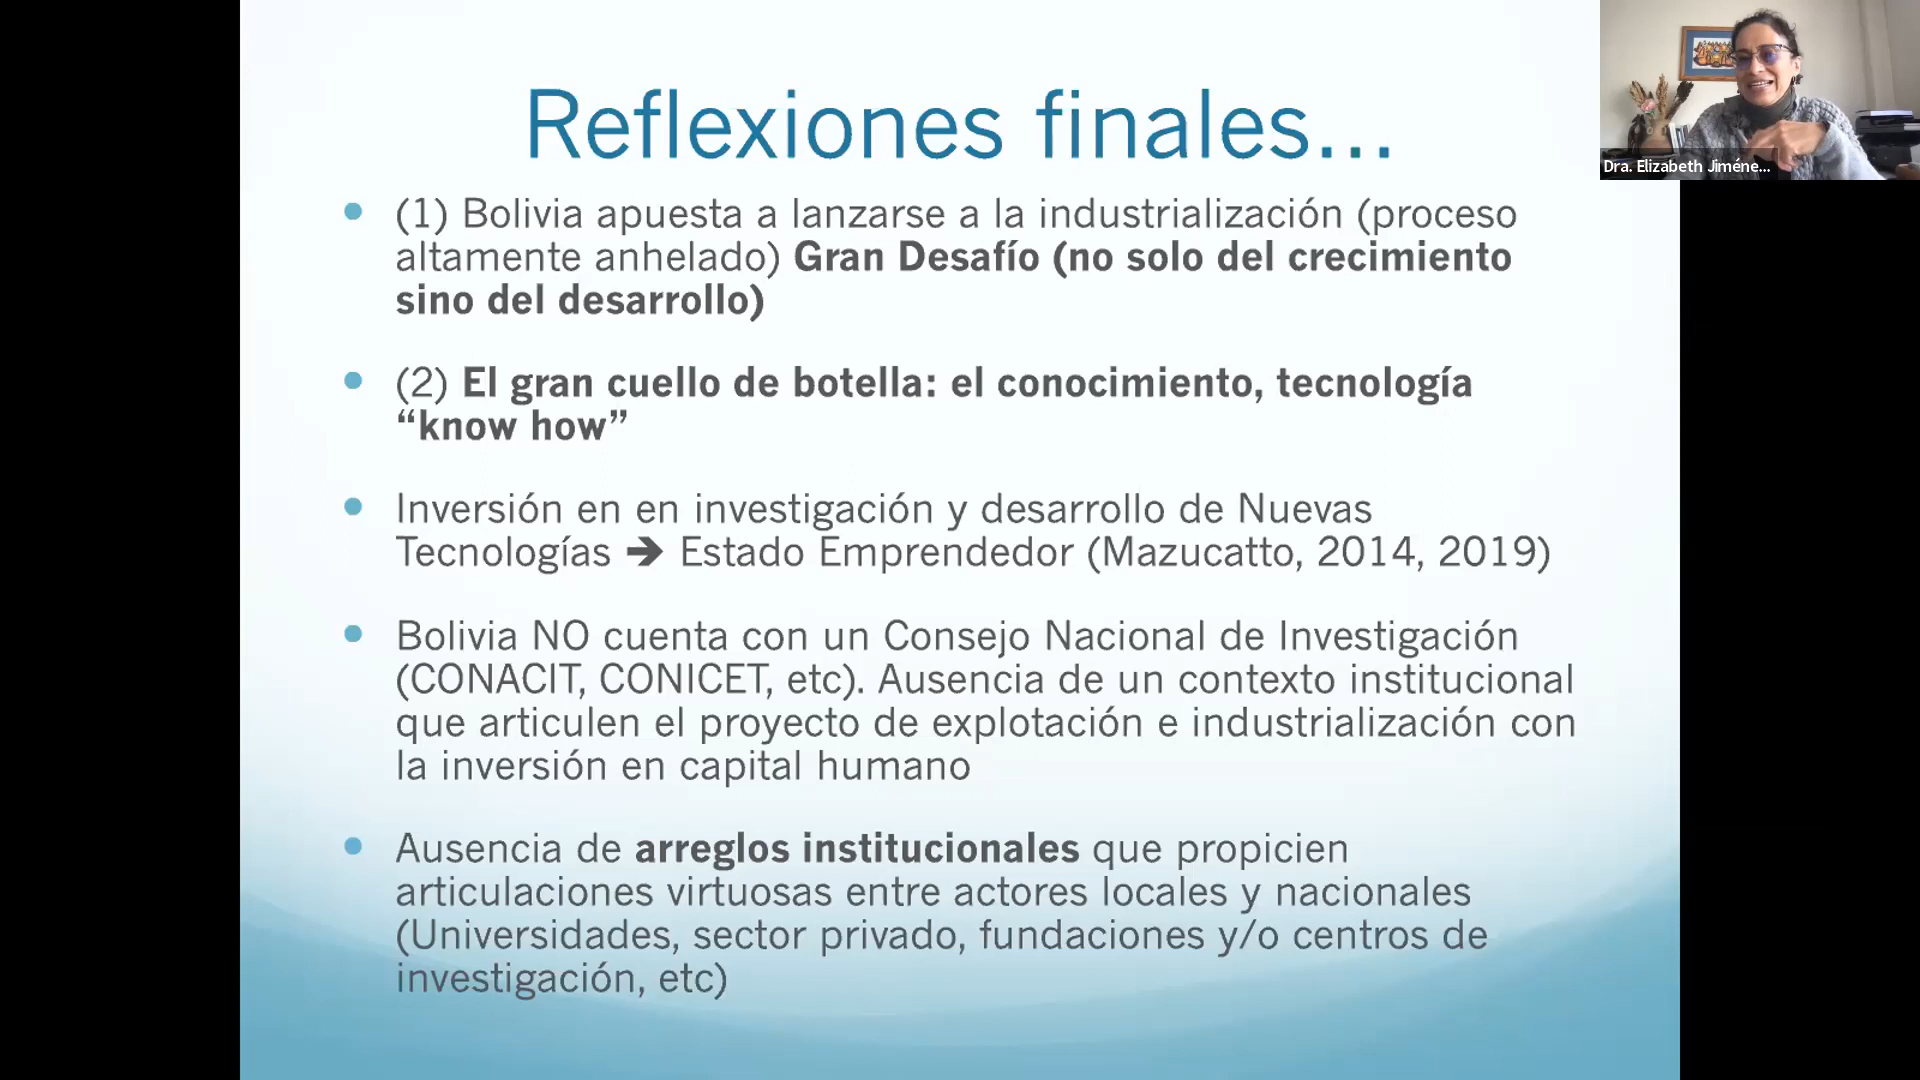 Reflexiones finales...
Dra. Elizabeth Jiméne...
• (1) Bolivia apuesta a lanzarse a la industrialización (proceso
altamente anhelado) Gran Desafío (no solo del crecimiento
sino del desarrollo)
• (2) El gran cuello de botella: el conocimiento, tecnología
“know how”
• Inversión en en investigación y desarrollo de Nuevas
Tecnologías ➔ Estado Emprendedor (Mazucatto, 2014, 2019)
• Bolivia NO cuenta con un Consejo Nacional de Investigación
(CONACIT, CONICET, etc). Ausencia de un contexto institucional
que articulen el proyecto de explotación e industrialización con
la inversión en capital humano
• Ausencia de arreglos institucionales que propicien
articulaciones virtuosas entre actores locales y nacionales
(Universidades, sector privado, fundaciones y/o centros de
investigación, etc)